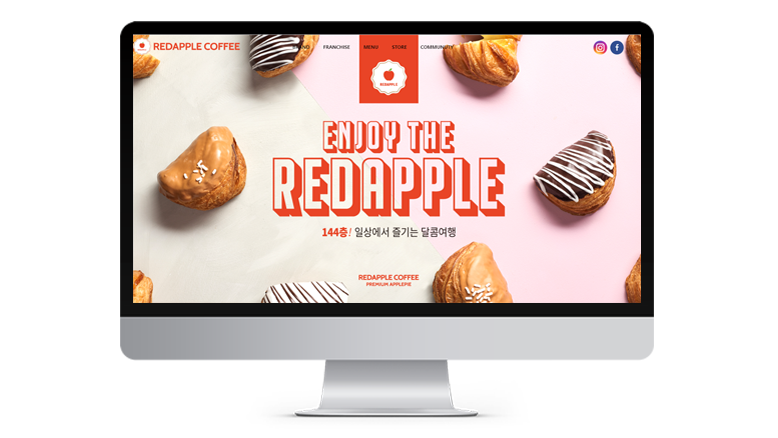 REDAPPLE COFFEE
FRANCHISE MENU STORE COMMUNITY
REDAPPLE
ENJOY THE
REDAPPLE
144층! 일상에서 즐기는 달콤여행
REDAPPLE COFFEE
PREMIUM APPLEPIE